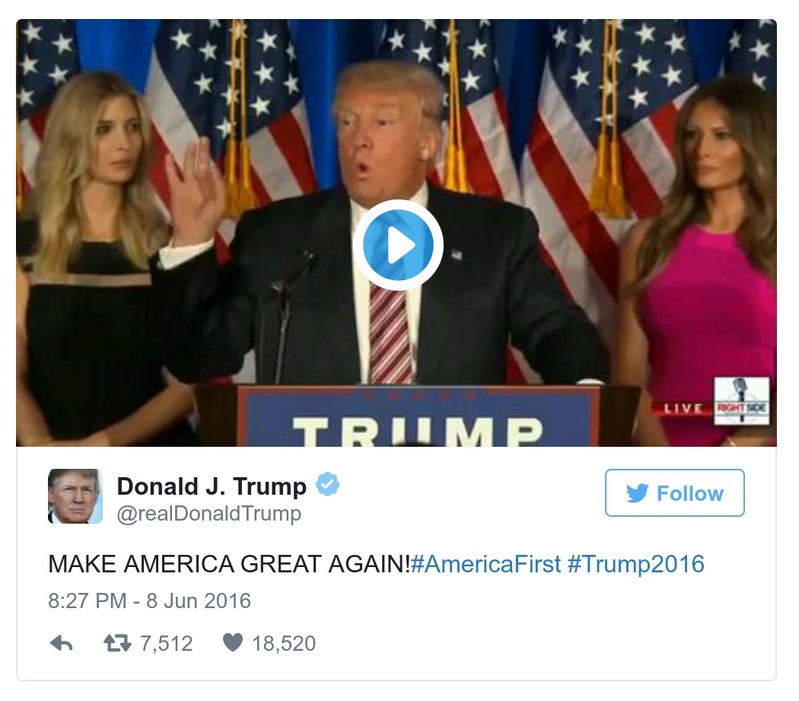 TRUMP
LIVE
RIGHT SIDE
Donald J. Trump
Follow
@realDonaldTrump
MAKE AMERICA GREAT AGAIN!#AmericaFirst #Trump2016
8:27 PM - 8 Jun 2016
7,512 18,520